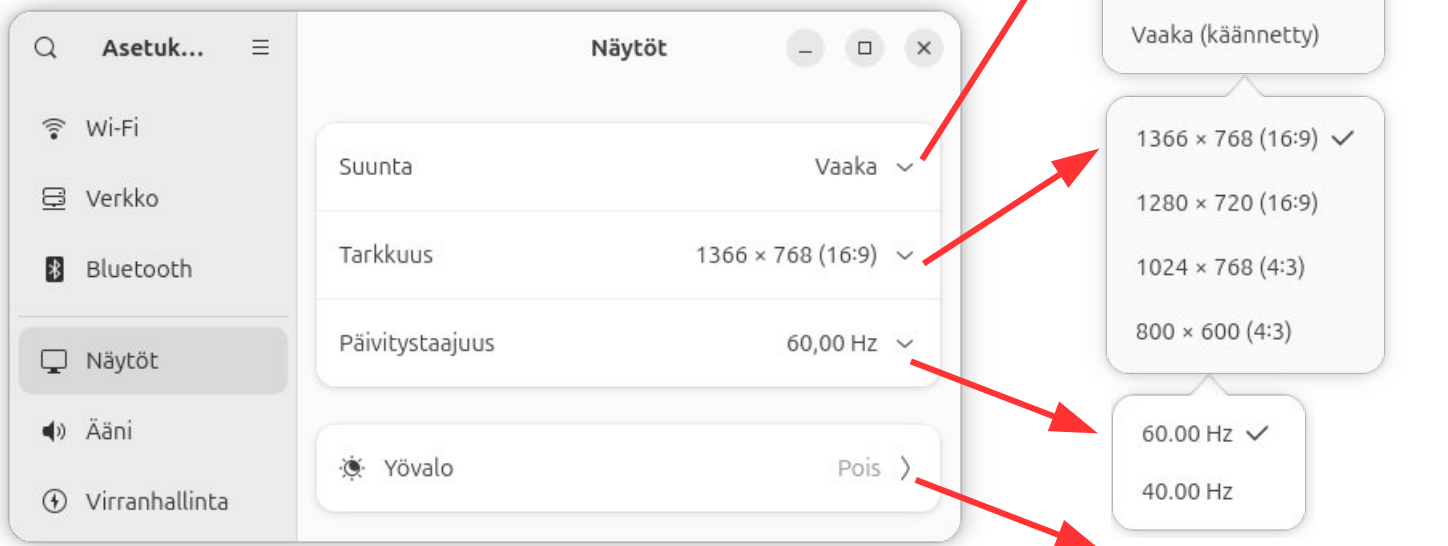 Asetuk...
Wi-Fi
Verkko
Bluetooth
Näytöt
Ääni
Virranhallinta
Näytöt
Suunta Vaaka
Tarkkuus 1366 × 768 (16:9)
Päivitystaajuus 60,00 Hz
Yövalo Pois
Vaaka (käännetty)
1366 × 768 (16:9)
1280 × 720 (16:9)
1024 × 768 (4:3)
800 × 600 (4:3)
60.00 Hz
40.00 Hz